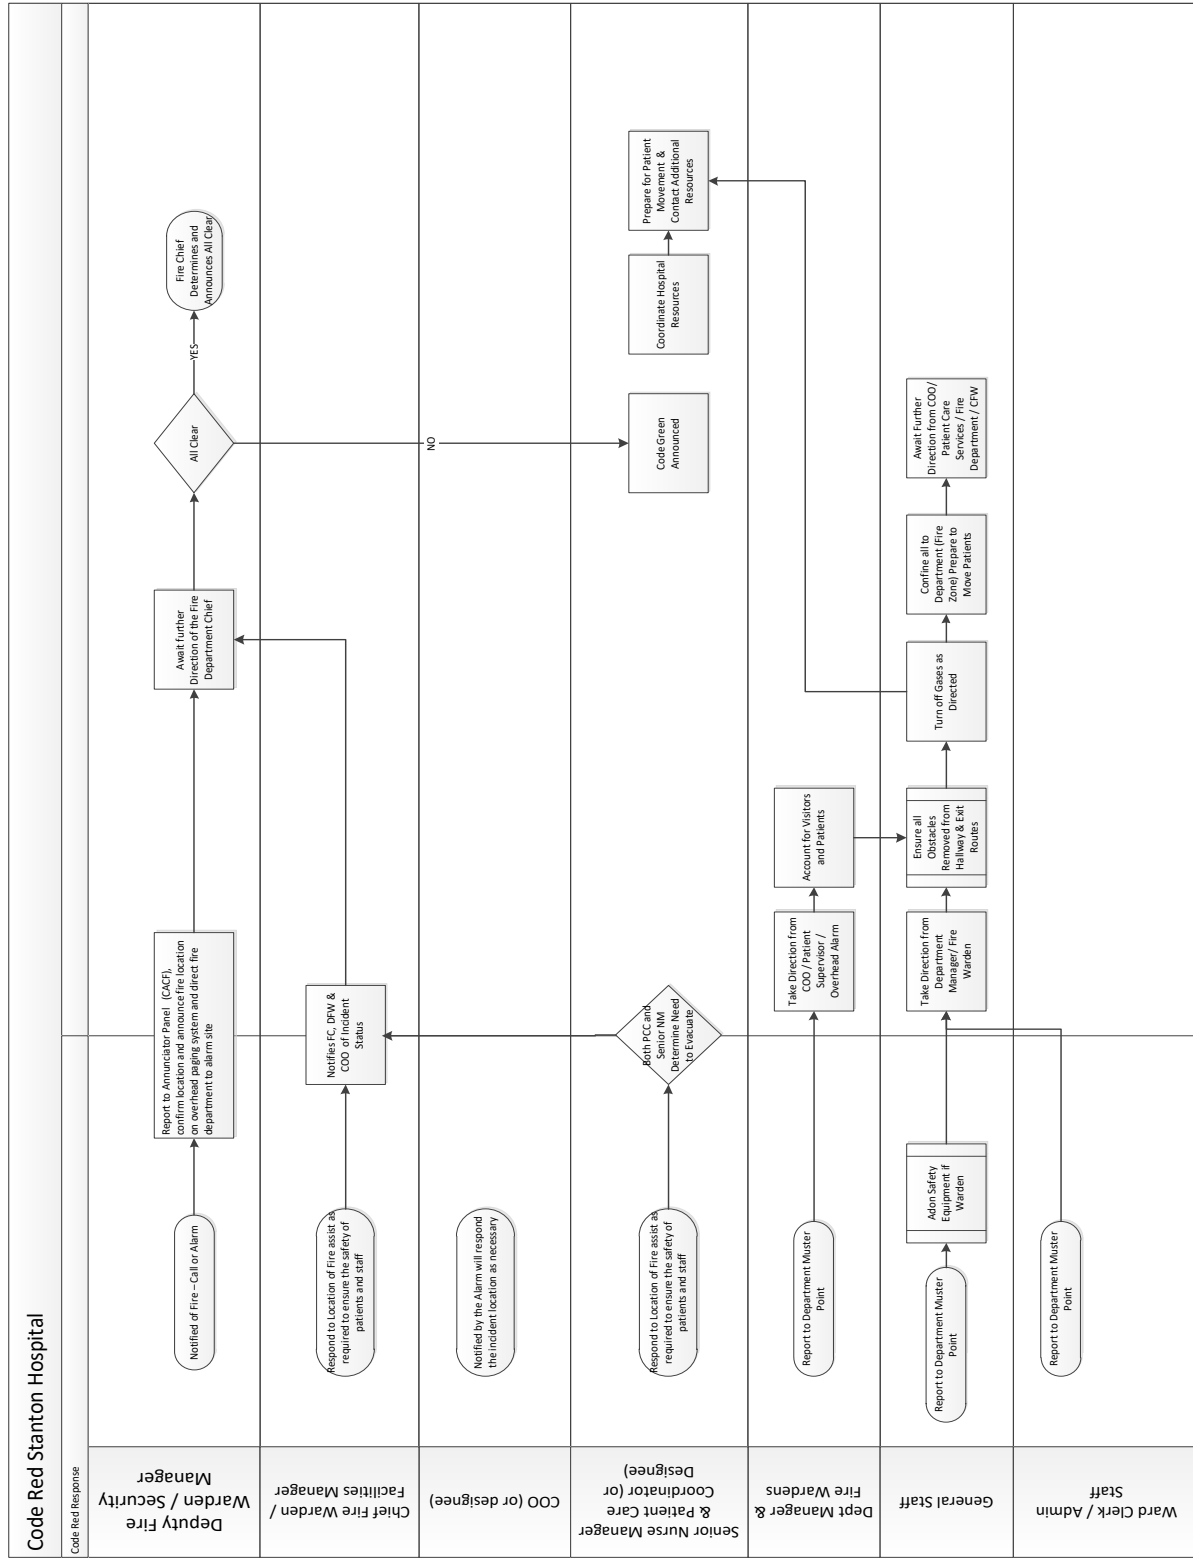 Code Red Stanton Hospital
Code Red Response
Deputy Fire
Warden / Security
Manager
Notified of Fire – Call or Alarm
Report to Annunciator Panel (CACF),
confirm location and announce fire location
on overhead paging system and direct fire
department to alarm site
Await further
Direction of the Fire
Department Chief
All Clear
YES
Fire Chief
Determines and
Announces All Clear
NO
Chief Fire Warden /
Facilities Manager
Respond to Location of Fire assist as
required to ensure the safety of
patients and staff
Notifies FC, DFW &
COO of Incident
Status
COO (or designee)
Notified by the Alarm will respond
the incident location as necessary
Senior Nurse Manager
& Patient Care
Coordinator (or
Designee)
Respond to Location of Fire assist as
required to ensure the safety of
patients and staff
Both PCC and
Senior NM
Determine Need
to Evacuate
Code Green
Announced
Coordinate Hospital
Resources
Prepare for Patient
Movement &
Contact Additional
Resources
Dept Manager &
Fire Wardens
Report to Department Muster
Point
Take Direction from
COO / Patient
Supervisor /
Overhead Alarm
Account for Visitors
and Patients
General Staff
Report to Department Muster
Point
Adon Safety
Equipment if
Warden
Take Direction from
Department
Manager/ Fire
Warden
Ensure all
Obstacles
Removed from
Hallway & Exit
Routes
Turn off Gases as
Directed
Confine all to
Department (Fire
Zone) Prepare to
Move Patients
Await Further
Direction from COO/
Patient Care
Services / Fire
Department / CFW
Ward Clerk / Admin
Staff
Report to Department Muster
Point